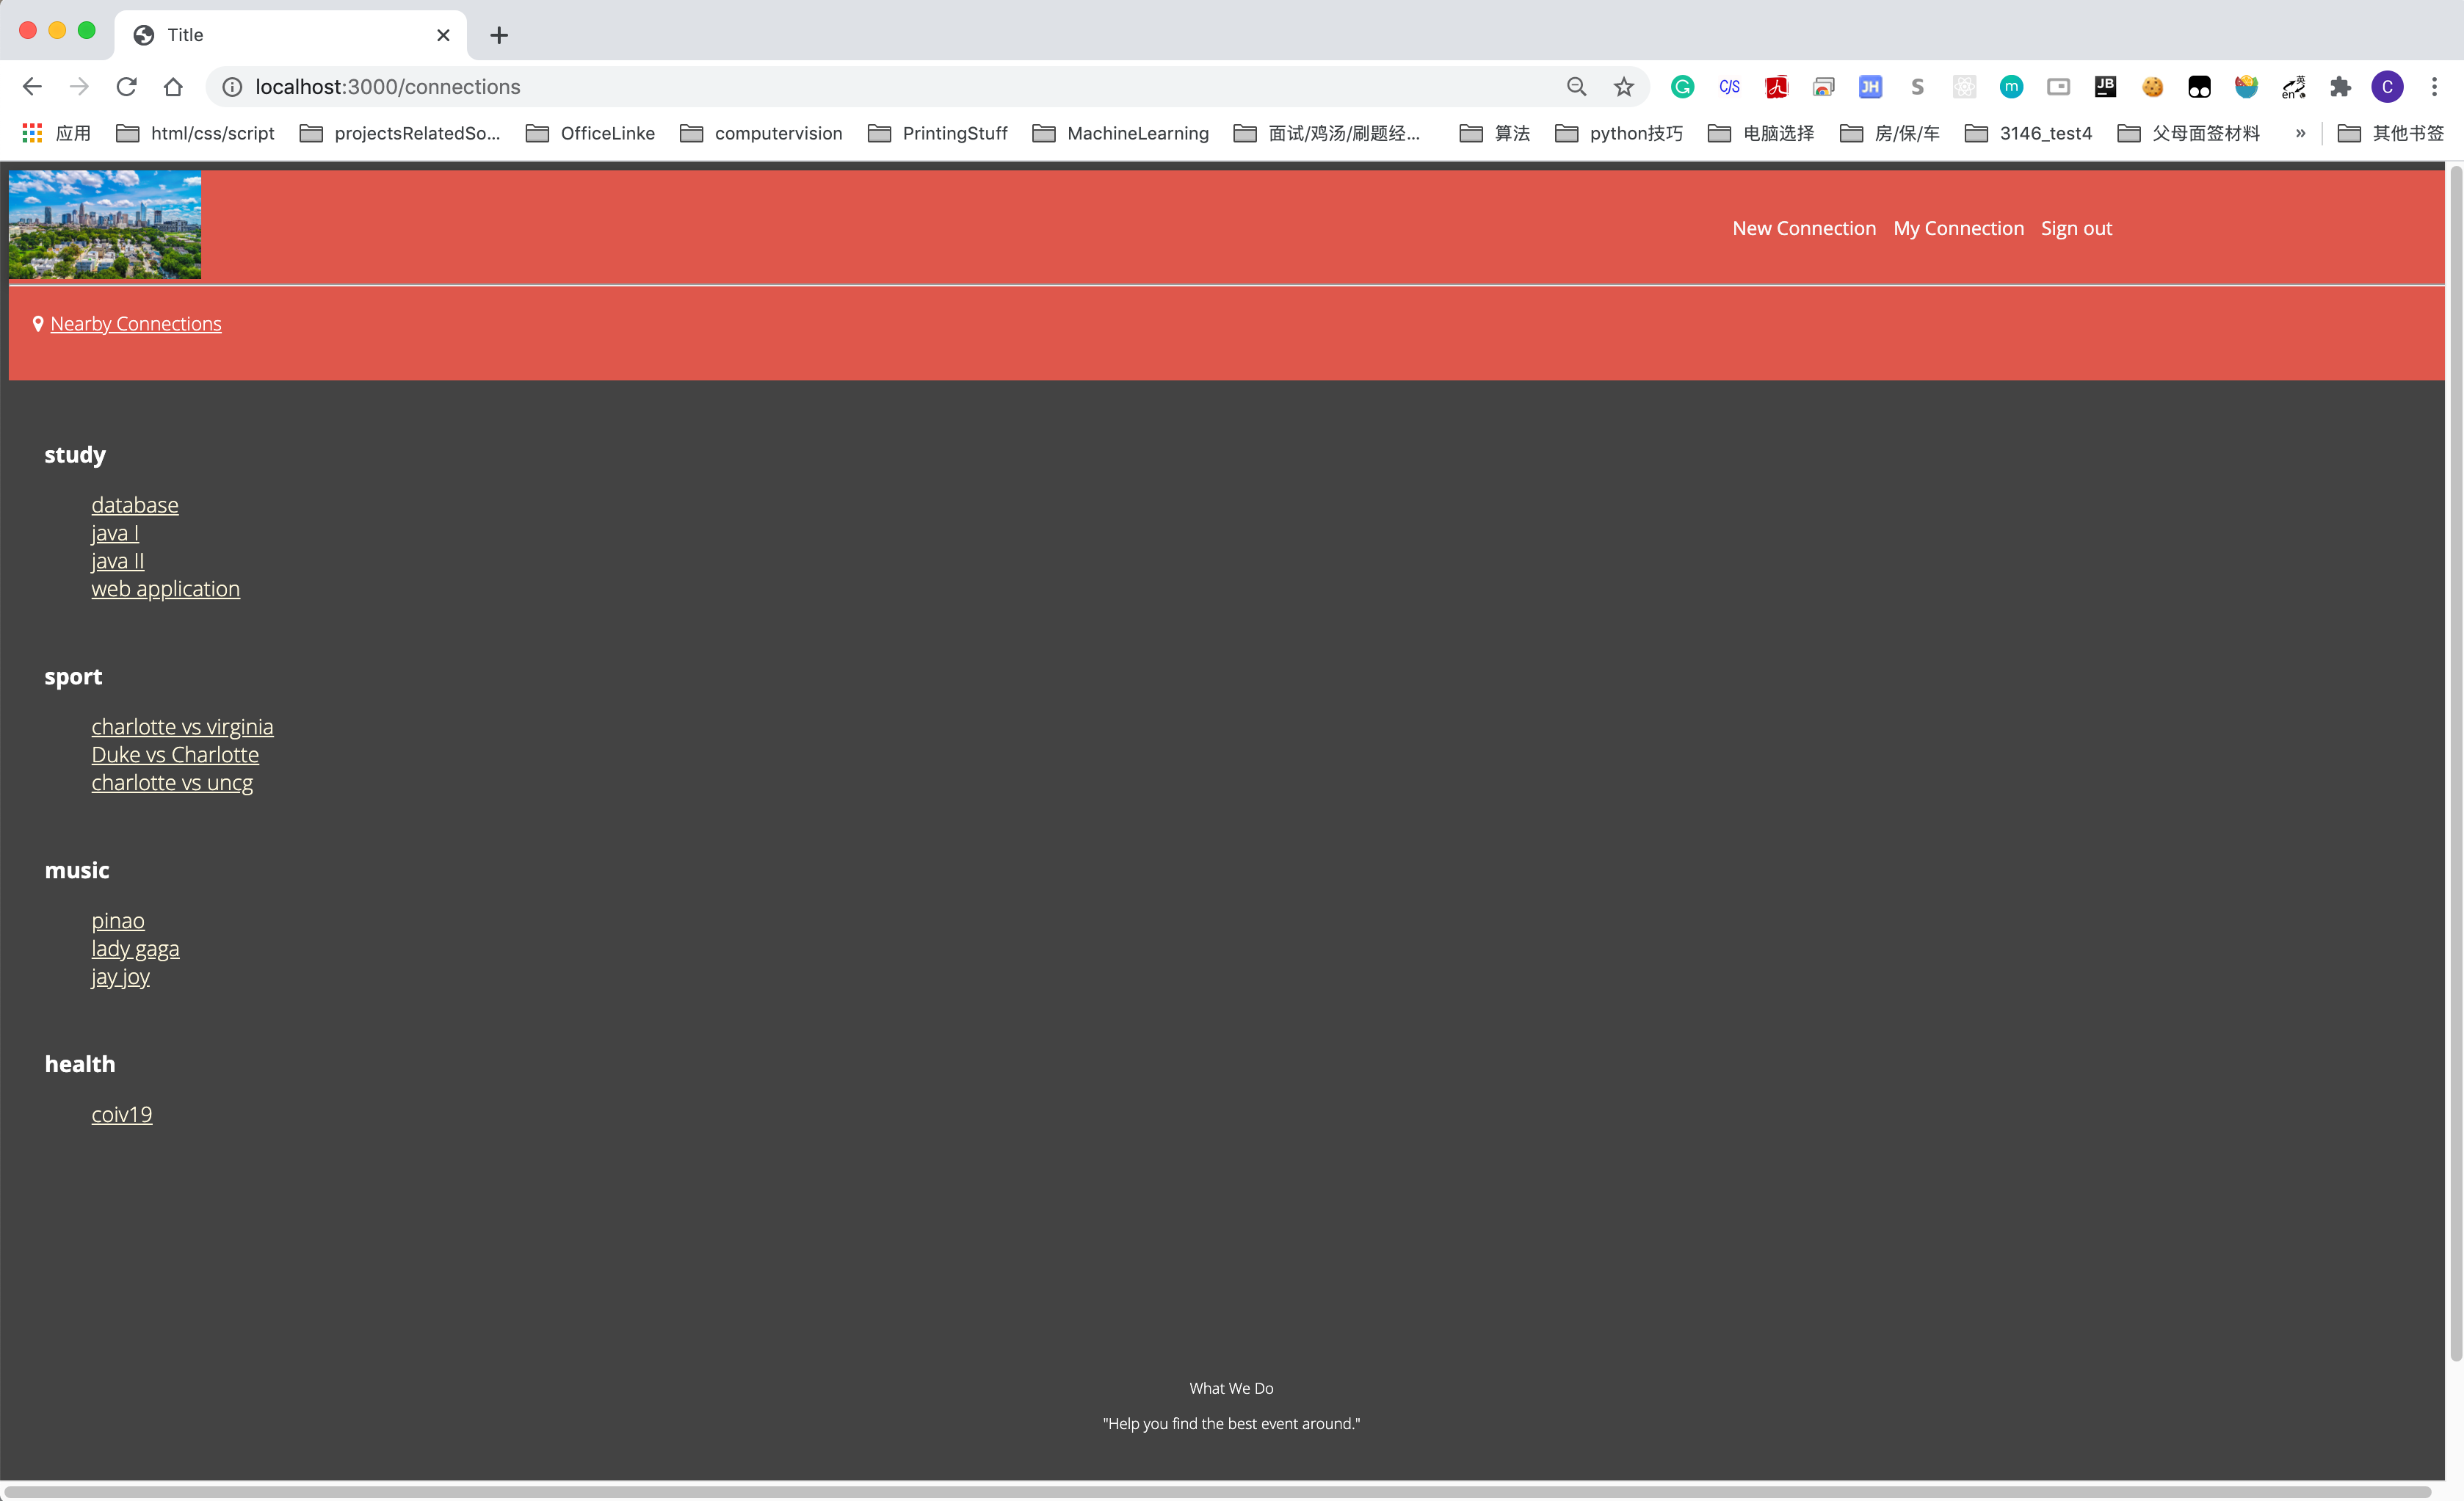 Title
localhost:3000/connections
G C/S JH S m JB 英 en C
应用 html/css/script projectsRelatedSo... OfficeLinke computervision PrintingStuff MachineLearning 面试/鸡汤/刷题经... 算法 python技巧 电脑选择 房/保/车 3146_test4 父母面签材料 » 其他书签
New Connection My Connection Sign out
Nearby Connections
study
database
java I
java II
web application
sport
charlotte vs virginia
Duke vs Charlotte
charlotte vs uncg
music
pinao
lady gaga
jay joy
health
coiv19
What We Do
"Help you find the best event around."